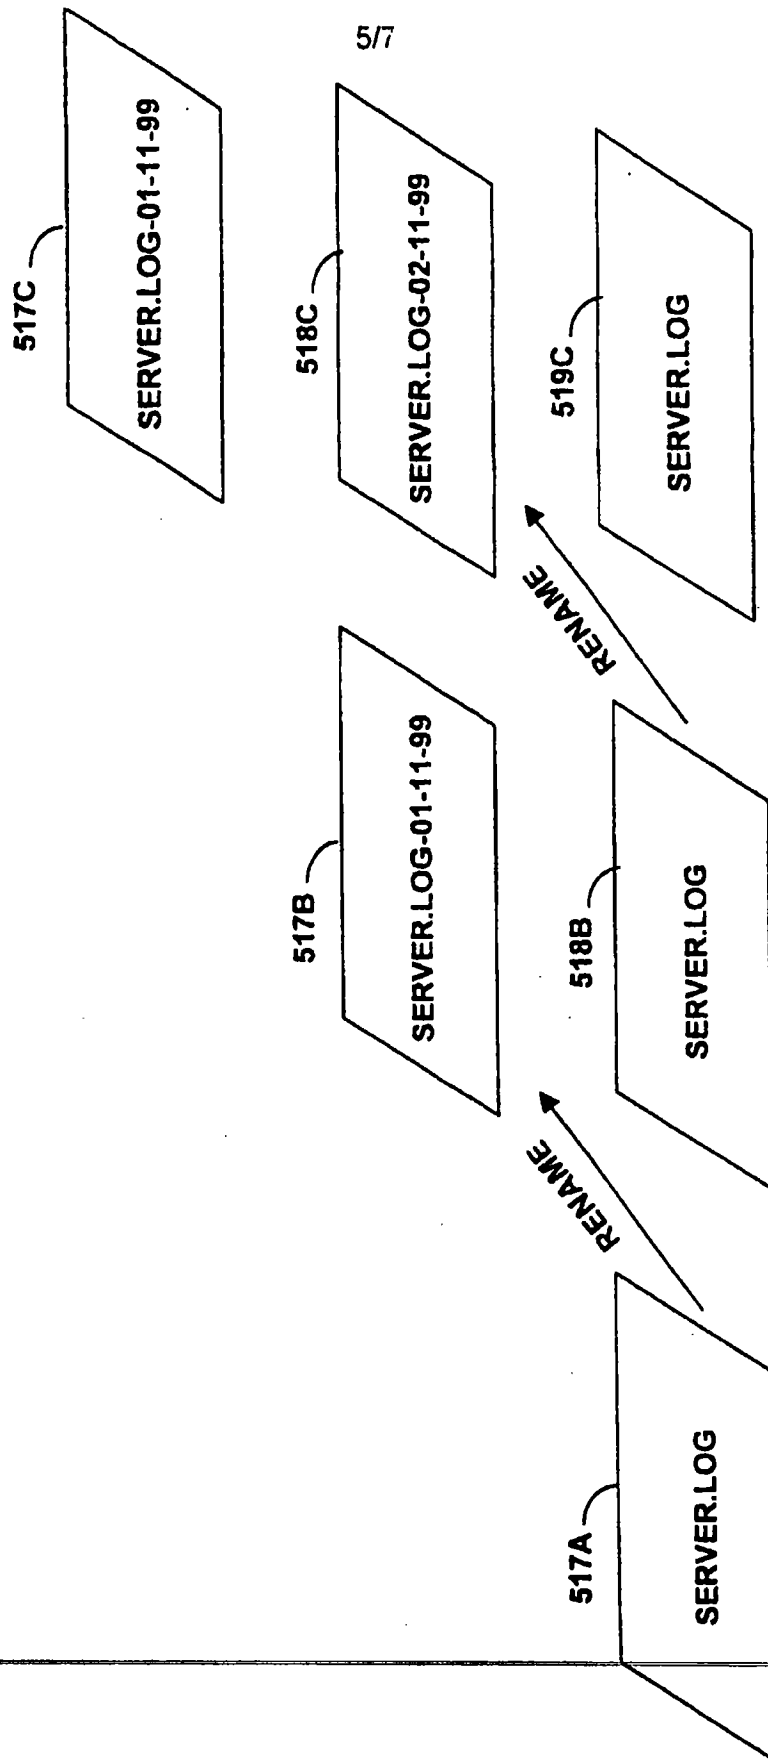 5/7
517C
SERVER.LOG-01-11-99
518C
SERVER.LOG-02-11-99
519C
SERVER.LOG
RENAME
517B
SERVER.LOG-01-11-99
518B
SERVER.LOG
RENAME
517A
SERVER.LOG